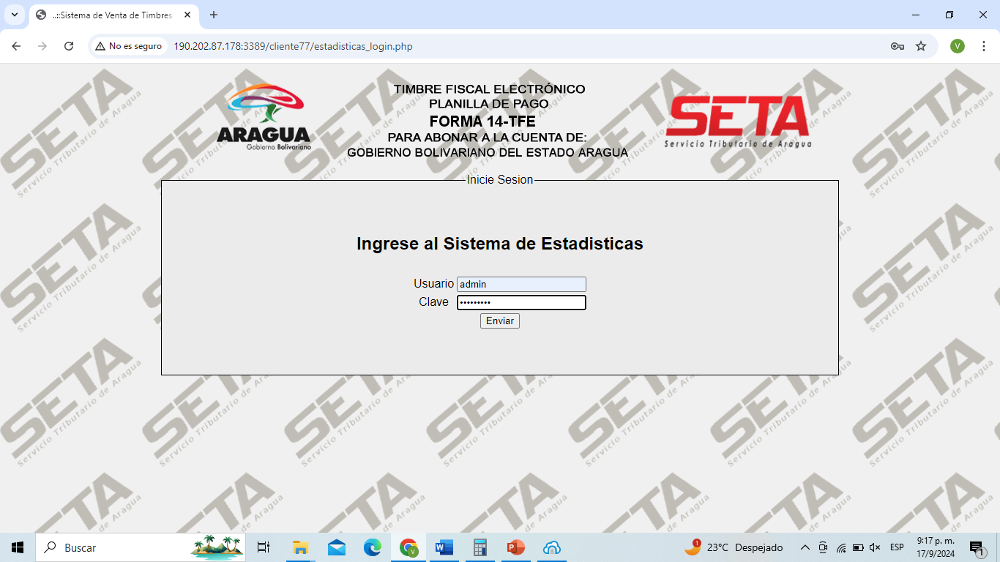 ..::Sistema de Venta de Timbres
No es seguro
190.202.87.178:3389/cliente77/estadisticas_login.php
V
ARAGUA
Gobierno Bolivariano
TIMBRE FISCAL ELECTRÓNICO
PLANILLA DE PAGO
FORMA 14-TFE
PARA ABONAR A LA CUENTA DE:
GOBIERNO BOLIVARIANO DEL ESTADO ARAGUA
SETA
Servicio Tributario de Aragua
Inicie Sesion
Ingrese al Sistema de Estadisticas
Usuario admin
Clave •••••••••
Enviar
Buscar
1
23°C Despejado
ESP
9:17 p. m.
17/9/2024
1